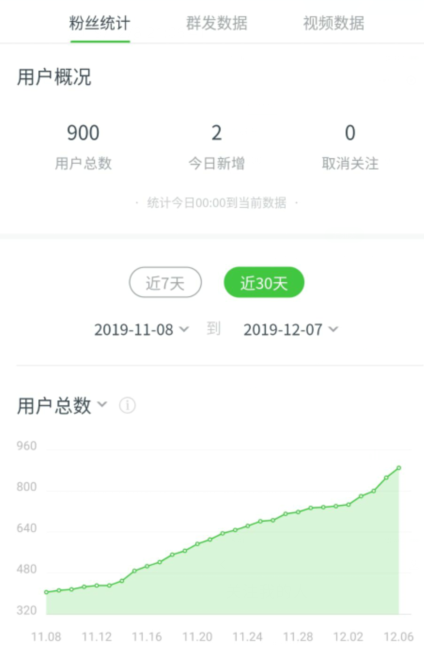 粉丝统计 群发数据 视频数据
用户概况
900 2 0
用户总数 今日新增 取消关注
· 统计今日00:00到当前数据 ·
近7天 近30天
2019-11-08 到 2019-12-07
用户总数
960
800
640
480
320
11.08 11.12 11.16 11.20 11.24 11.28 12.02 12.06